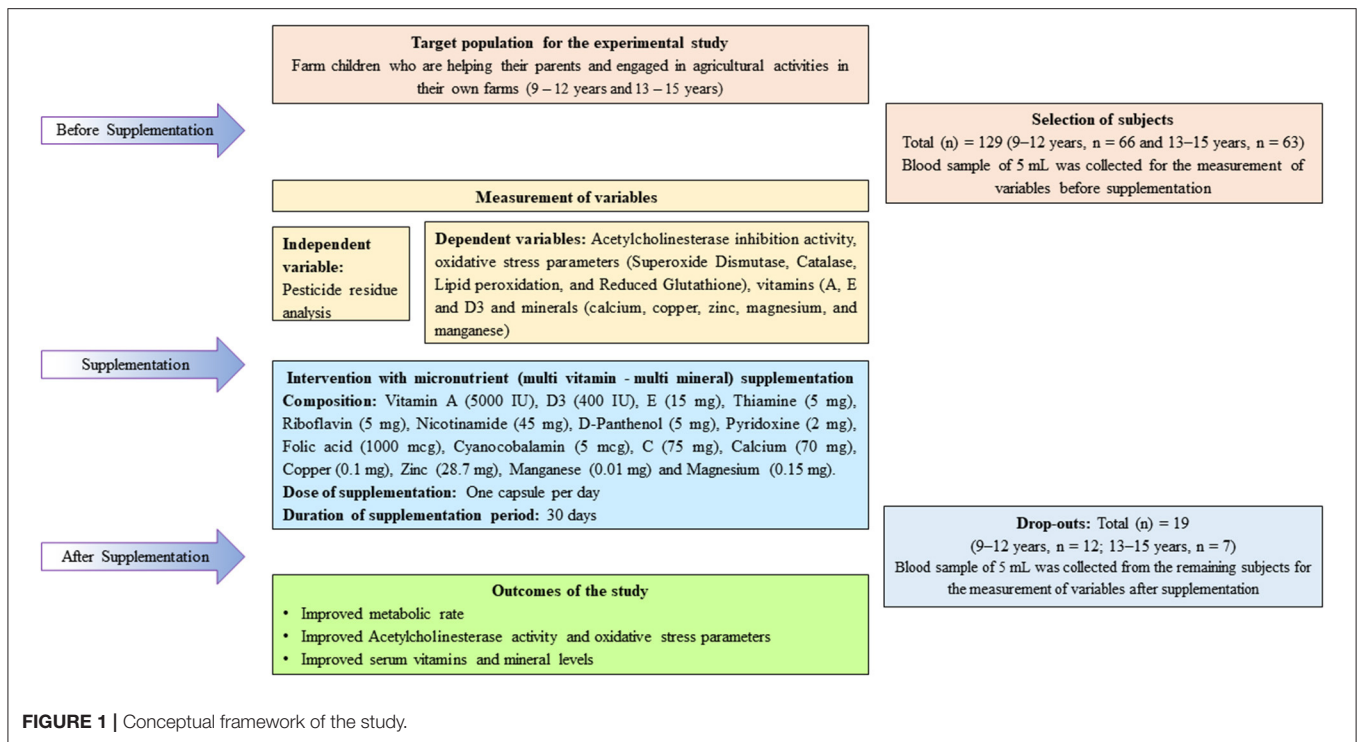 Target population for the experimental study
Farm children who are helping their parents and engaged in agricultural activities in
their own farms (9 – 12 years and 13 – 15 years)
Before Supplementation
Selection of subjects
Total (n) = 129 (9–12 years, n = 66 and 13–15 years, n = 63)
Blood sample of 5 mL was collected for the measurement of
variables before supplementation
Measurement of variables
Independent
variable:
Pesticide residue
analysis
Dependent variables: Acetylcholinesterase inhibition activity,
oxidative stress parameters (Superoxide Dismutase, Catalase,
Lipid peroxidation, and Reduced Glutathione), vitamins (A, E
and D3 and minerals (calcium, copper, zinc, magnesium, and
manganese)
Supplementation
Intervention with micronutrient (multi vitamin - multi mineral) supplementation
Composition: Vitamin A (5000 IU), D3 (400 IU), E (15 mg), Thiamine (5 mg),
Riboflavin (5 mg), Nicotinamide (45 mg), D-Panthenol (5 mg), Pyridoxine (2 mg),
Folic acid (1000 mcg), Cyanocobalamin (5 mcg), C (75 mg), Calcium (70 mg),
Copper (0.1 mg), Zinc (28.7 mg), Manganese (0.01 mg) and Magnesium (0.15 mg).
Dose of supplementation: One capsule per day
Duration of supplementation period: 30 days
After Supplementation
Drop-outs: Total (n) = 19
(9–12 years, n = 12; 13–15 years, n = 7)
Blood sample of 5 mL was collected from the remaining subjects for
the measurement of variables after supplementation
Outcomes of the study
• Improved metabolic rate
• Improved Acetylcholinesterase activity and oxidative stress parameters
• Improved serum vitamins and mineral levels
FIGURE 1 | Conceptual framework of the study.